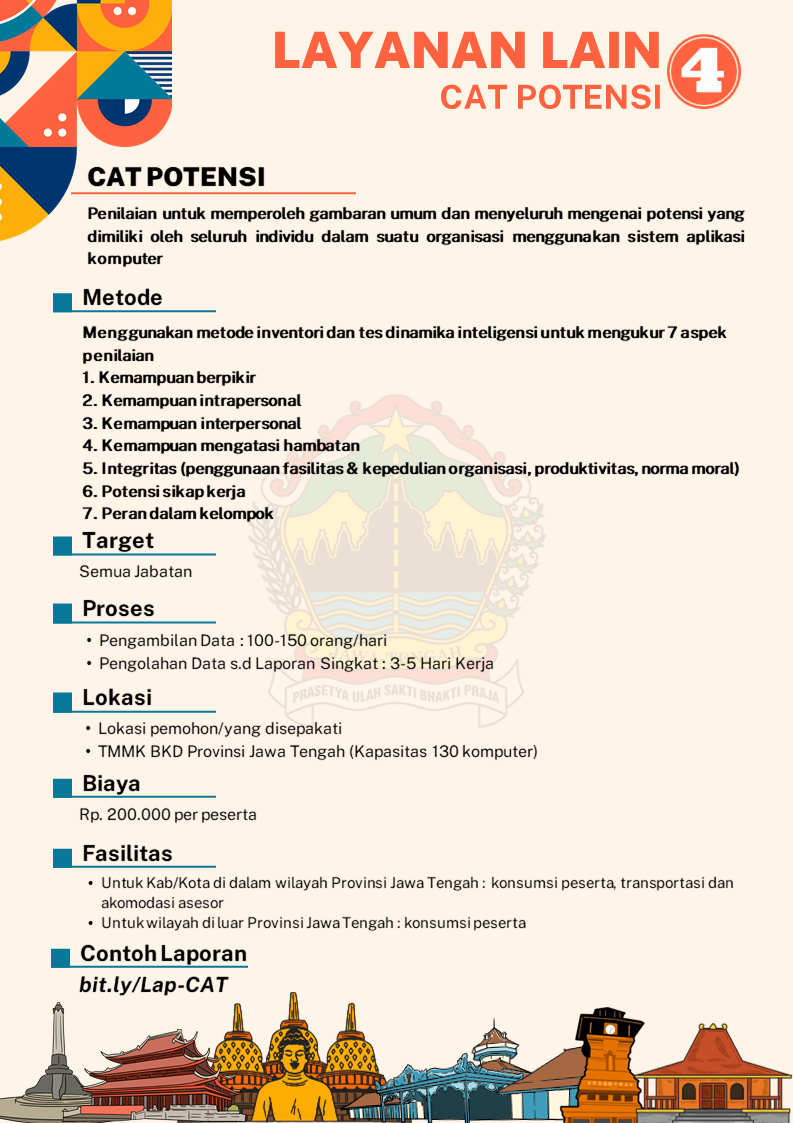 LAYANAN LAIN
4
CAT POTENSI
CAT POTENSI
Penilaian untuk memperoleh gambaran umum dan menyeluruh mengenai potensi yang
dimiliki oleh seluruh individu dalam suatu organisasi menggunakan sistem aplikasi
komputer
Metode
Menggunakan metode inventori dan tes dinamika inteligensi untuk mengukur 7 aspek
penilaian
1. Kemampuan berpikir
2. Kemampuan intrapersonal
3. Kemampuan interpersonal
4. Kemampuan mengatasi hambatan
5. Integritas (penggunaan fasilitas & kepedulian organisasi, produktivitas, norma moral)
6. Potensi sikap kerja
7. Peran dalam kelompok
Target
Semua Jabatan
Proses
• Pengambilan Data : 100-150 orang/hari
• Pengolahan Data s.d Laporan Singkat : 3-5 Hari Kerja
JAWA TENGAH
PRASETYA ULAH SAKTI BHAKTI PRAJA
Lokasi
• Lokasi pemohon/yang disepakati
• TMMK BKD Provinsi Jawa Tengah (Kapasitas 130 komputer)
Biaya
Rp. 200.000 per peserta
Fasilitas
• Untuk Kab/Kota di dalam wilayah Provinsi Jawa Tengah : konsumsi peserta, transportasi dan
akomodasi asesor
• Untuk wilayah di luar Provinsi Jawa Tengah : konsumsi peserta
Contoh Laporan
bit.ly/Lap-CAT